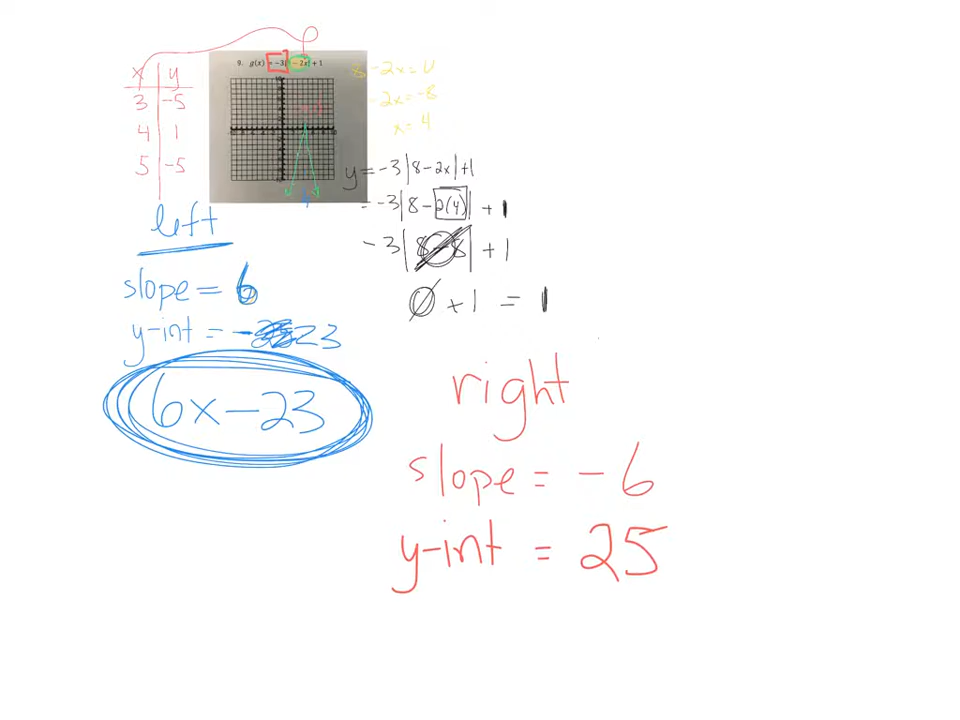 9. g(x) = -3|8 - 2x| + 1
x y
3 -5
4 1
5 -5
8 - 2x = 0
- 2x = -8
x = 4
y = -3|8 - 2x| + 1
= -3|8 - 2(4)| + 1
-3|8 - 8| + 1
0 + 1 = 1
left
slope = 6
y-int = -23
6x - 23
right
slope = - 6
y-int = 25